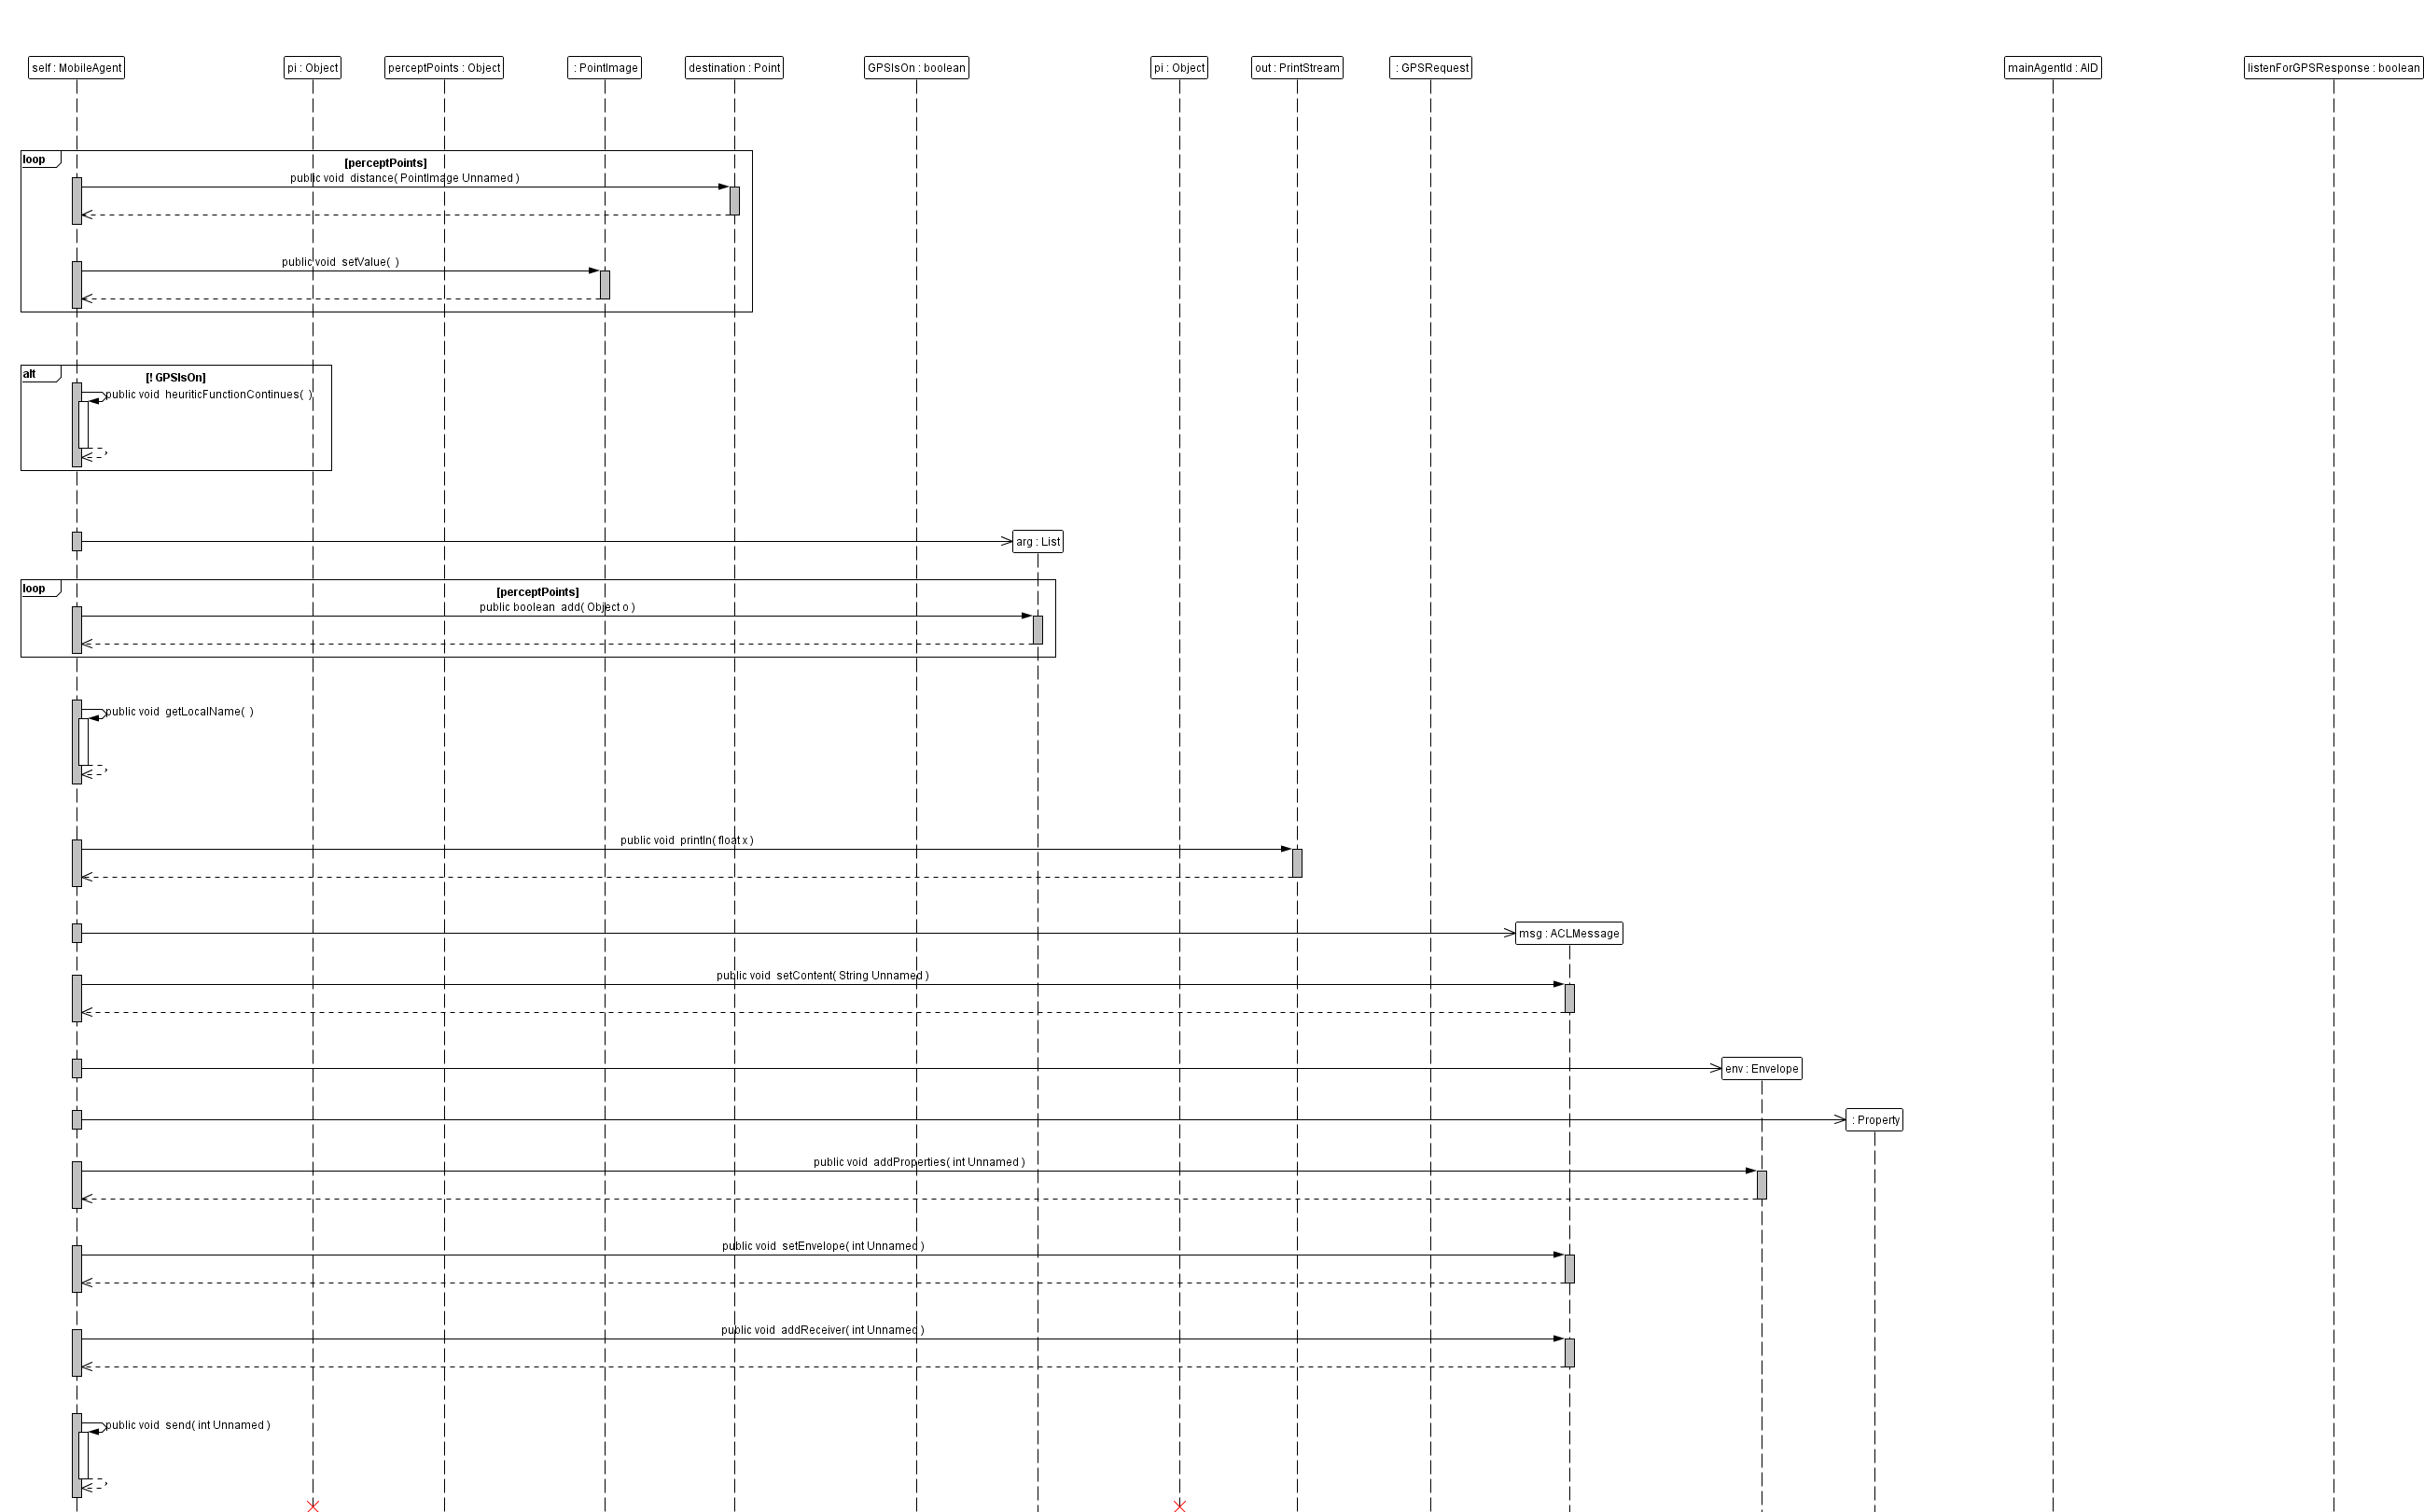 self : MobileAgent
pi : Object
perceptPoints : Object
: PointImage
destination : Point
GPSIsOn : boolean
pi : Object
out : PrintStream
: GPSRequest
mainAgentId : AID
listenForGPSResponse : boolean
loop
[perceptPoints]
public void distance( PointImage Unnamed )
public void setValue( )
alt
[! GPSIsOn]
public void heuriticFunctionContinues( )
arg : List
loop
[perceptPoints]
public boolean add( Object o )
public void getLocalName( )
public void println( float x )
msg : ACLMessage
public void setContent( String Unnamed )
env : Envelope
: Property
public void addProperties( int Unnamed )
public void setEnvelope( int Unnamed )
public void addReceiver( int Unnamed )
public void send( int Unnamed )